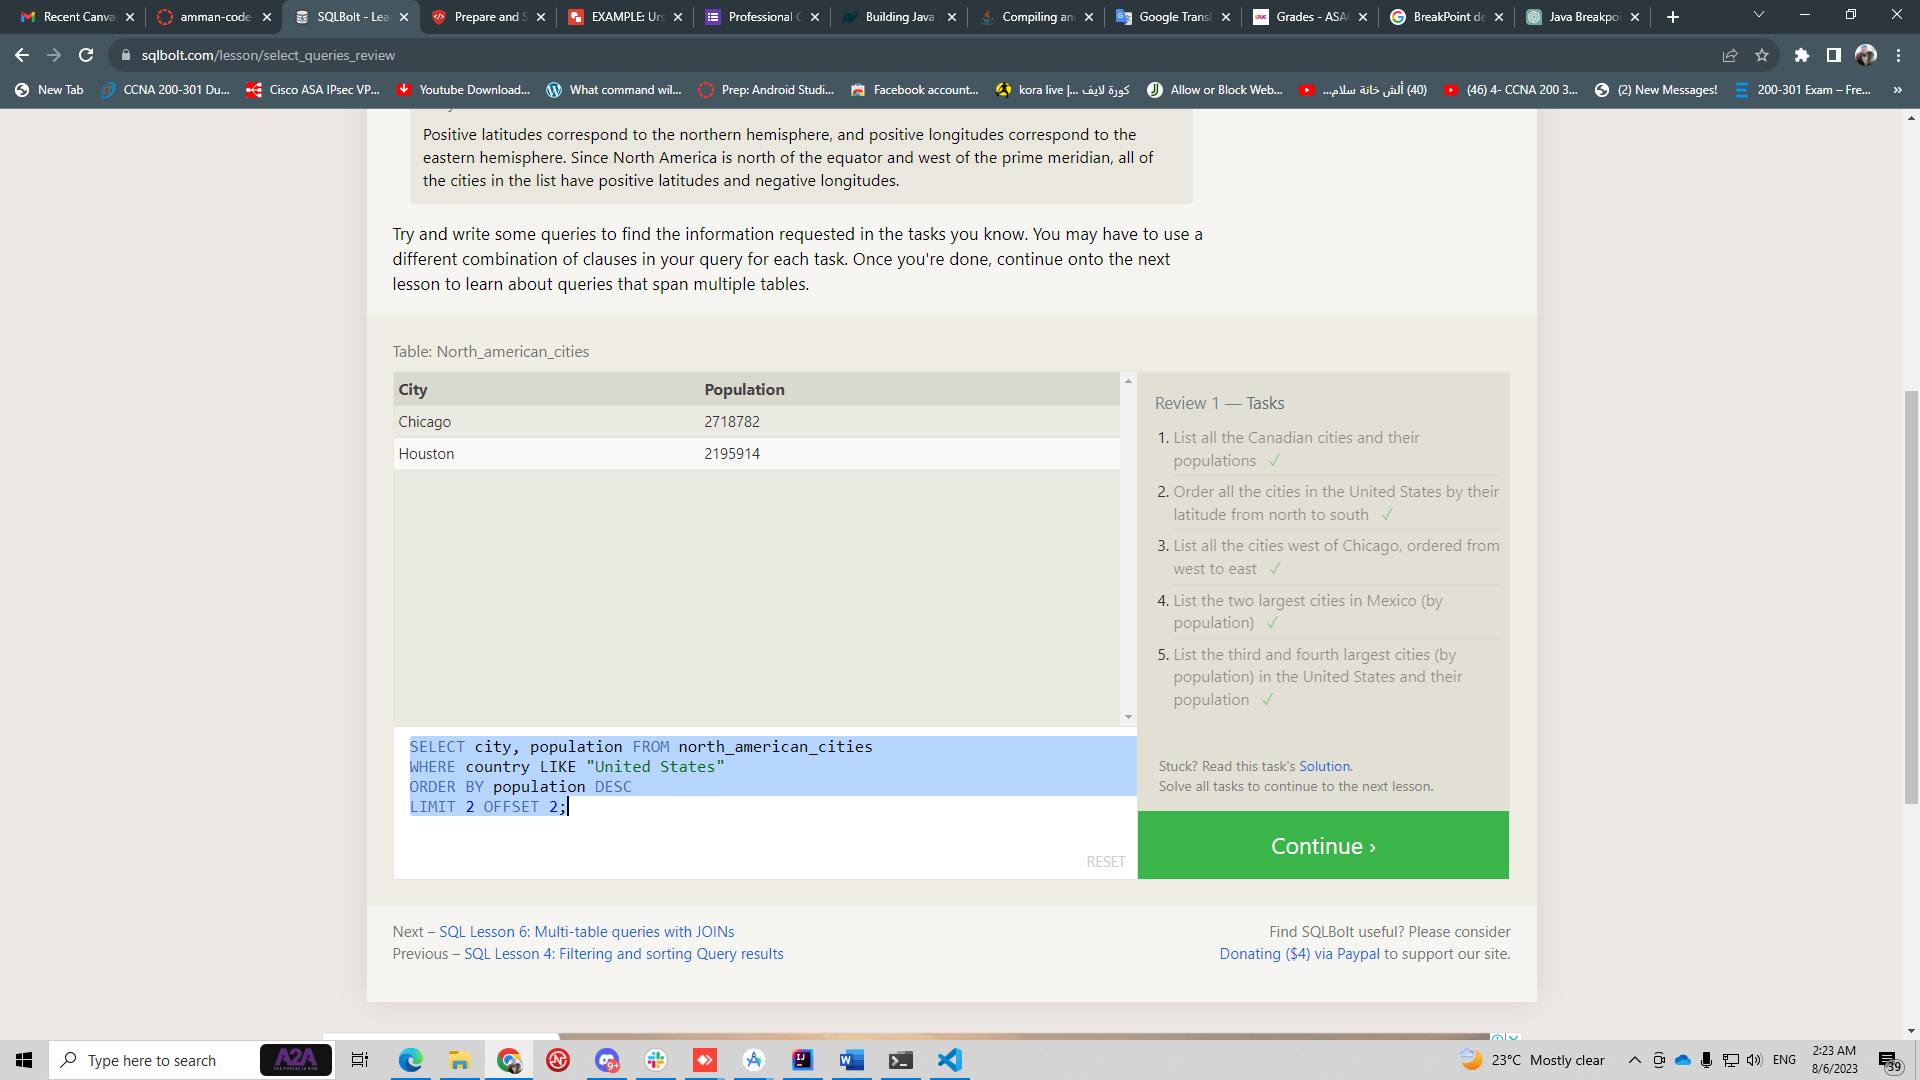 Recent Canva
amman-code-
SQLBolt - Lea
Prepare and S
EXAMPLE: Urs
Professional C
Building Java
Compiling an
Google Transl
Grades - ASAC
BreakPoint de
Java Breakpoi
sqlbolt.com/lesson/select_queries_review
New Tab
CCNA 200-301 Du...
Cisco ASA IPsec VP...
Youtube Download...
What command wil...
Prep: Android Studi...
Facebook account...
كورة لايف |... kora live
Allow or Block Web...
(40) ألش خانة سلام...
(46) 4- CCNA 200 3...
(2) New Messages!
200-301 Exam – Fre...
»
Positive latitudes correspond to the northern hemisphere, and positive longitudes correspond to the
eastern hemisphere. Since North America is north of the equator and west of the prime meridian, all of
the cities in the list have positive latitudes and negative longitudes.
Try and write some queries to find the information requested in the tasks you know. You may have to use a
different combination of clauses in your query for each task. Once you're done, continue onto the next
lesson to learn about queries that span multiple tables.
Table: North_american_cities
City Population
Chicago 2718782
Houston 2195914
SELECT city, population FROM north_american_cities
WHERE country LIKE "United States"
ORDER BY population DESC
LIMIT 2 OFFSET 2;
RESET
Review 1 — Tasks
1. List all the Canadian cities and their
populations ✓
2. Order all the cities in the United States by their
latitude from north to south ✓
3. List all the cities west of Chicago, ordered from
west to east ✓
4. List the two largest cities in Mexico (by
population) ✓
5. List the third and fourth largest cities (by
population) in the United States and their
population ✓
Stuck? Read this task's Solution.
Solve all tasks to continue to the next lesson.
Continue ›
Next – SQL Lesson 6: Multi-table queries with JOINs
Previous – SQL Lesson 4: Filtering and sorting Query results
Find SQLBolt useful? Please consider
Donating ($4) via Paypal to support our site.
Type here to search
A2A
9+
23°C Mostly clear
ENG
2:23 AM
8/6/2023
39